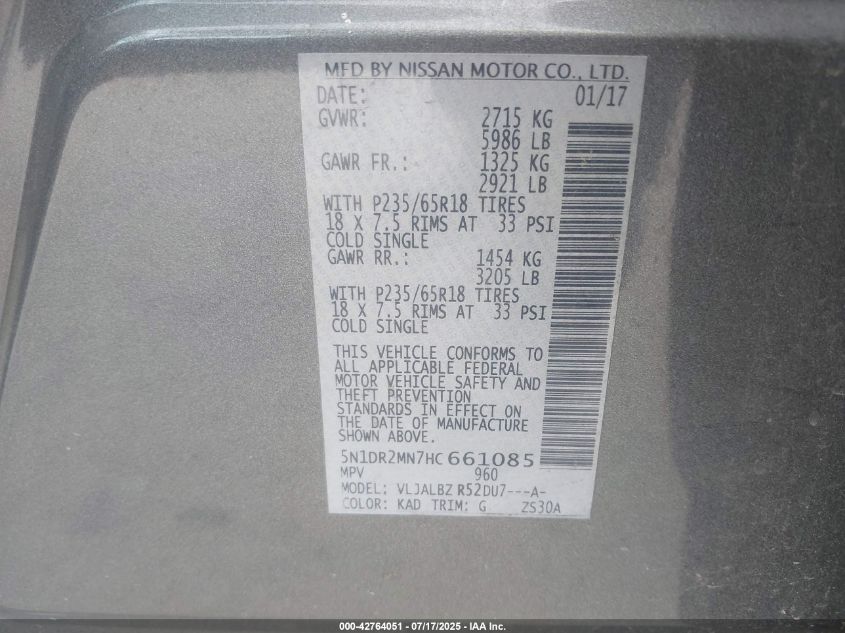 MFD BY NISSAN MOTOR CO., LTD.
DATE: 01/17
GVWR: 2715 KG
5986 LB
GAWR FR.: 1325 KG
2921 LB
WITH P235/65R18 TIRES
18 X 7.5 RIMS AT 33 PSI
COLD SINGLE
GAWR RR.: 1454 KG
3205 LB
WITH P235/65R18 TIRES
18 X 7.5 RIMS AT 33 PSI
COLD SINGLE
THIS VEHICLE CONFORMS TO
ALL APPLICABLE FEDERAL
MOTOR VEHICLE SAFETY AND
THEFT PREVENTION
STANDARDS IN EFFECT ON
THE DATE OF MANUFACTURE
SHOWN ABOVE.
5N1DR2MN7HC661085
MPV 960
MODEL: VLJALBZ R52DU7---A-
COLOR: KAD TRIM: G ZS30A
000-42764051 - 07/17/2025 - IAA Inc.